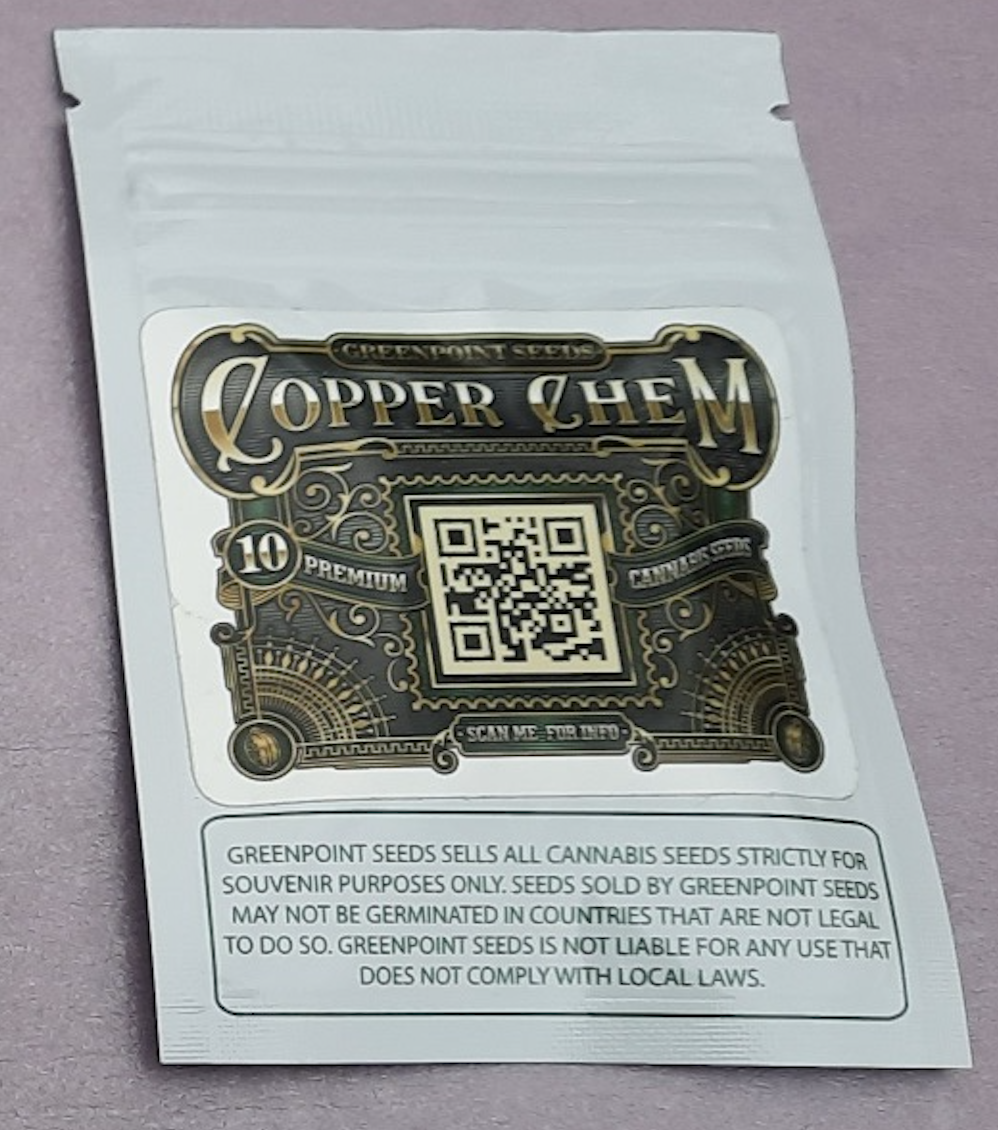 GREENPOINT SEEDS
COPPER CHEM
10 PREMIUM CANNABIS SEEDS
SCAN ME FOR INFO
GREENPOINT SEEDS SELLS ALL CANNABIS SEEDS STRICTLY FOR
SOUVENIR PURPOSES ONLY. SEEDS SOLD BY GREENPOINT SEEDS
MAY NOT BE GERMINATED IN COUNTRIES THAT ARE NOT LEGAL
TO DO SO. GREENPOINT SEEDS IS NOT LIABLE FOR ANY USE THAT
DOES NOT COMPLY WITH LOCAL LAWS.